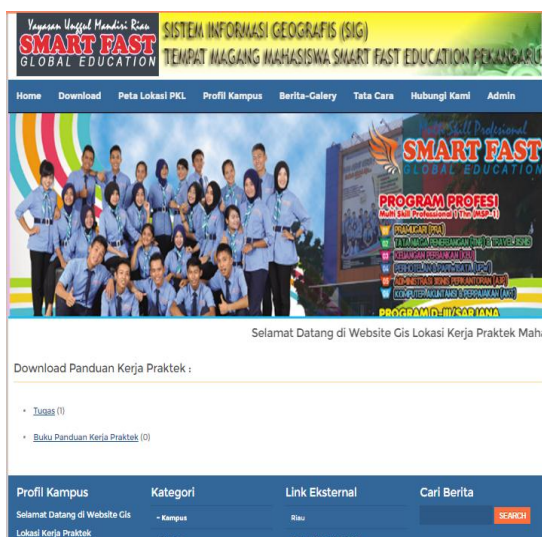 Yayasan Unggul Mandiri Riau
SMART FAST
GLOBAL EDUCATION
SISTEM INFORMASI GEOGRAFIS (SIG)
TEMPAT MAGANG MAHASISWA SMART FAST EDUCATION PEKANBARU
Home Download Peta Lokasi PKL Profil Kampus Berita-Galery Tata Cara Hubungi Kami Admin
Multi Skill Profesional
SMART FAST
GLOBAL EDUCATION
PROGRAM PROFESI
Multi Skill Professional 1 Thn (MSP-1)
PRAMUGARI (PRA)
KEUANGAN PERBANKAN (KU)
ADMINISTRASI BISNIS PERKANTORAN
KOMPUTER AKUNTANSI & PERPAJAKAN
PROGRAM D-III/SARJANA
Selamat Datang di Website Gis Lokasi Kerja Praktek Maha
Download Panduan Kerja Praktek :
• Tugas (1)
• Buku Panduan Kerja Praktek (0)
Profil Kampus Kategori Link Eksternal Cari Berita
Selamat Datang di Website Gis
Lokasi Kerja Praktek
- Kampus
Riau
SEARCH